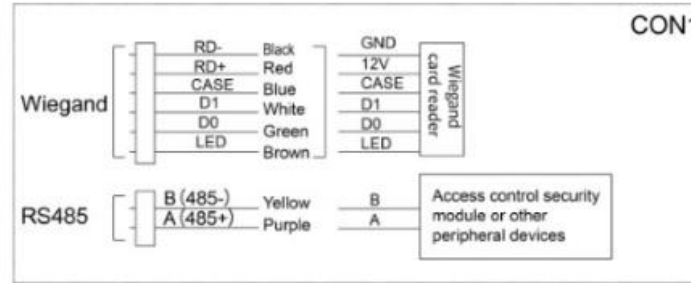 CON1
RD- Black GND
RD+ Red 12V
CASE Blue CASE
Wiegand D1 White D1
D0 Green D0
LED Brown LED
Wiegand
card reader
RS485 B (485-) Yellow B
A (485+) Purple A
Access control security
module or other
peripheral devices